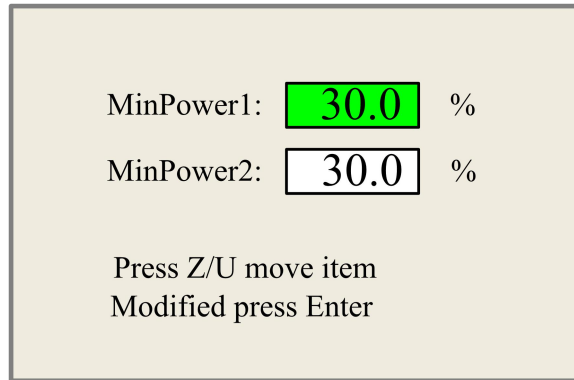 MinPower1: 30.0 %
MinPower2: 30.0 %
Press Z/U move item
Modified press Enter